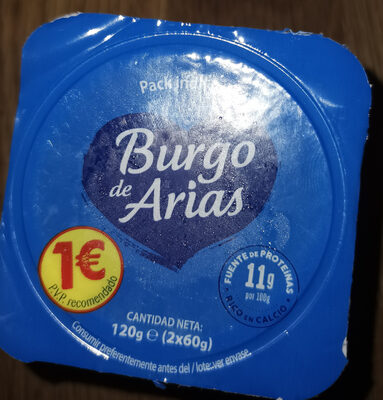 Pack
Burgo
de Arias
1€
P.V.P. recomendado
FUENTE DE PROTEÍNAS
11g
por 100g
RICO EN CALCIO
CANTIDAD NETA:
120g e (2x60g)
Consumir preferentemente antes del / lote: ver envase.